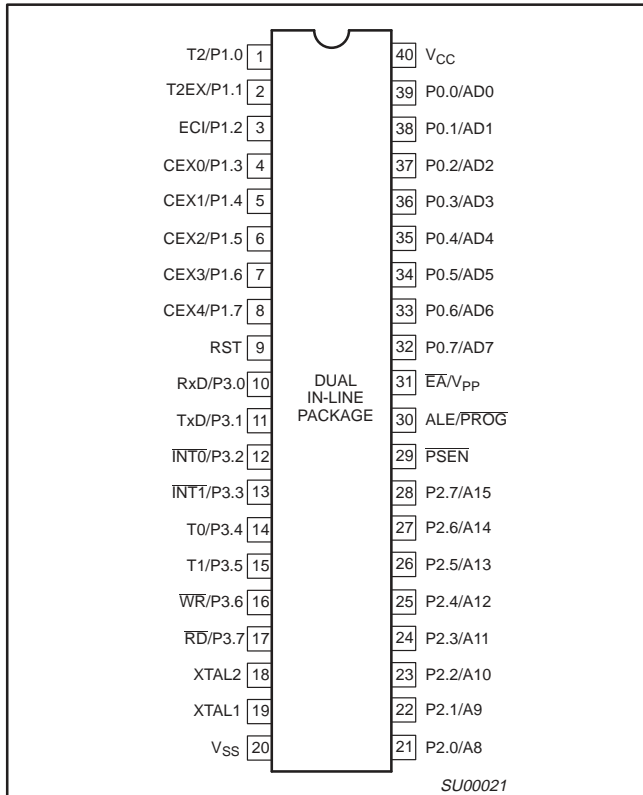 T2/P1.0 1 40 VCC
T2EX/P1.1 2 39 P0.0/AD0
ECI/P1.2 3 38 P0.1/AD1
CEX0/P1.3 4 37 P0.2/AD2
CEX1/P1.4 5 36 P0.3/AD3
CEX2/P1.5 6 35 P0.4/AD4
CEX3/P1.6 7 34 P0.5/AD5
CEX4/P1.7 8 33 P0.6/AD6
RST 9 32 P0.7/AD7
RxD/P3.0 10 31 E̅A̅/VPP
TxD/P3.1 11 30 ALE/P̅R̅O̅G̅
I̅N̅T̅0̅/P3.2 12 29 P̅S̅E̅N̅
I̅N̅T̅1̅/P3.3 13 28 P2.7/A15
T0/P3.4 14 27 P2.6/A14
T1/P3.5 15 26 P2.5/A13
W̅R̅/P3.6 16 25 P2.4/A12
R̅D̅/P3.7 17 24 P2.3/A11
XTAL2 18 23 P2.2/A10
XTAL1 19 22 P2.1/A9
VSS 20 21 P2.0/A8
DUAL
IN-LINE
PACKAGE
SU00021